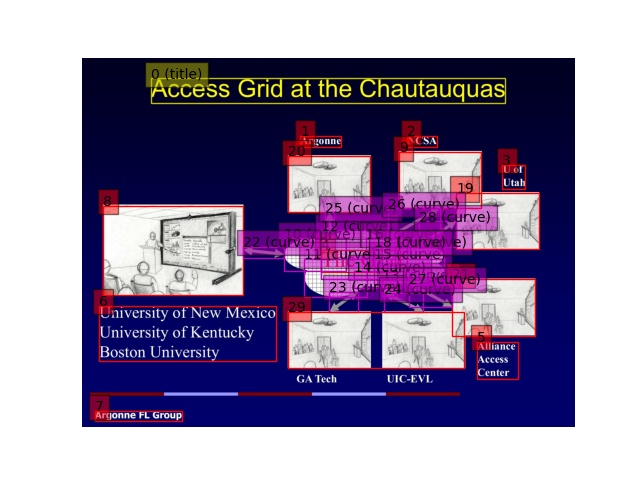 0 (title)
Access Grid at the Chautauquas
1
Argonne
2
NCSA
20
9
3
U of
Utah
19
8
25 (curv
26 (curve)
28 (curve)
12 (curve)
22 (curve)
18 (curve)
11 (curve)
15 (curve)
14 (curve)
27 (curve)
23 (curve)
24 (curve)
6
University of New Mexico
University of Kentucky
Boston University
29
5
Alliance
Access
Center
GA Tech
UIC-EVL
7
Argonne FL Group